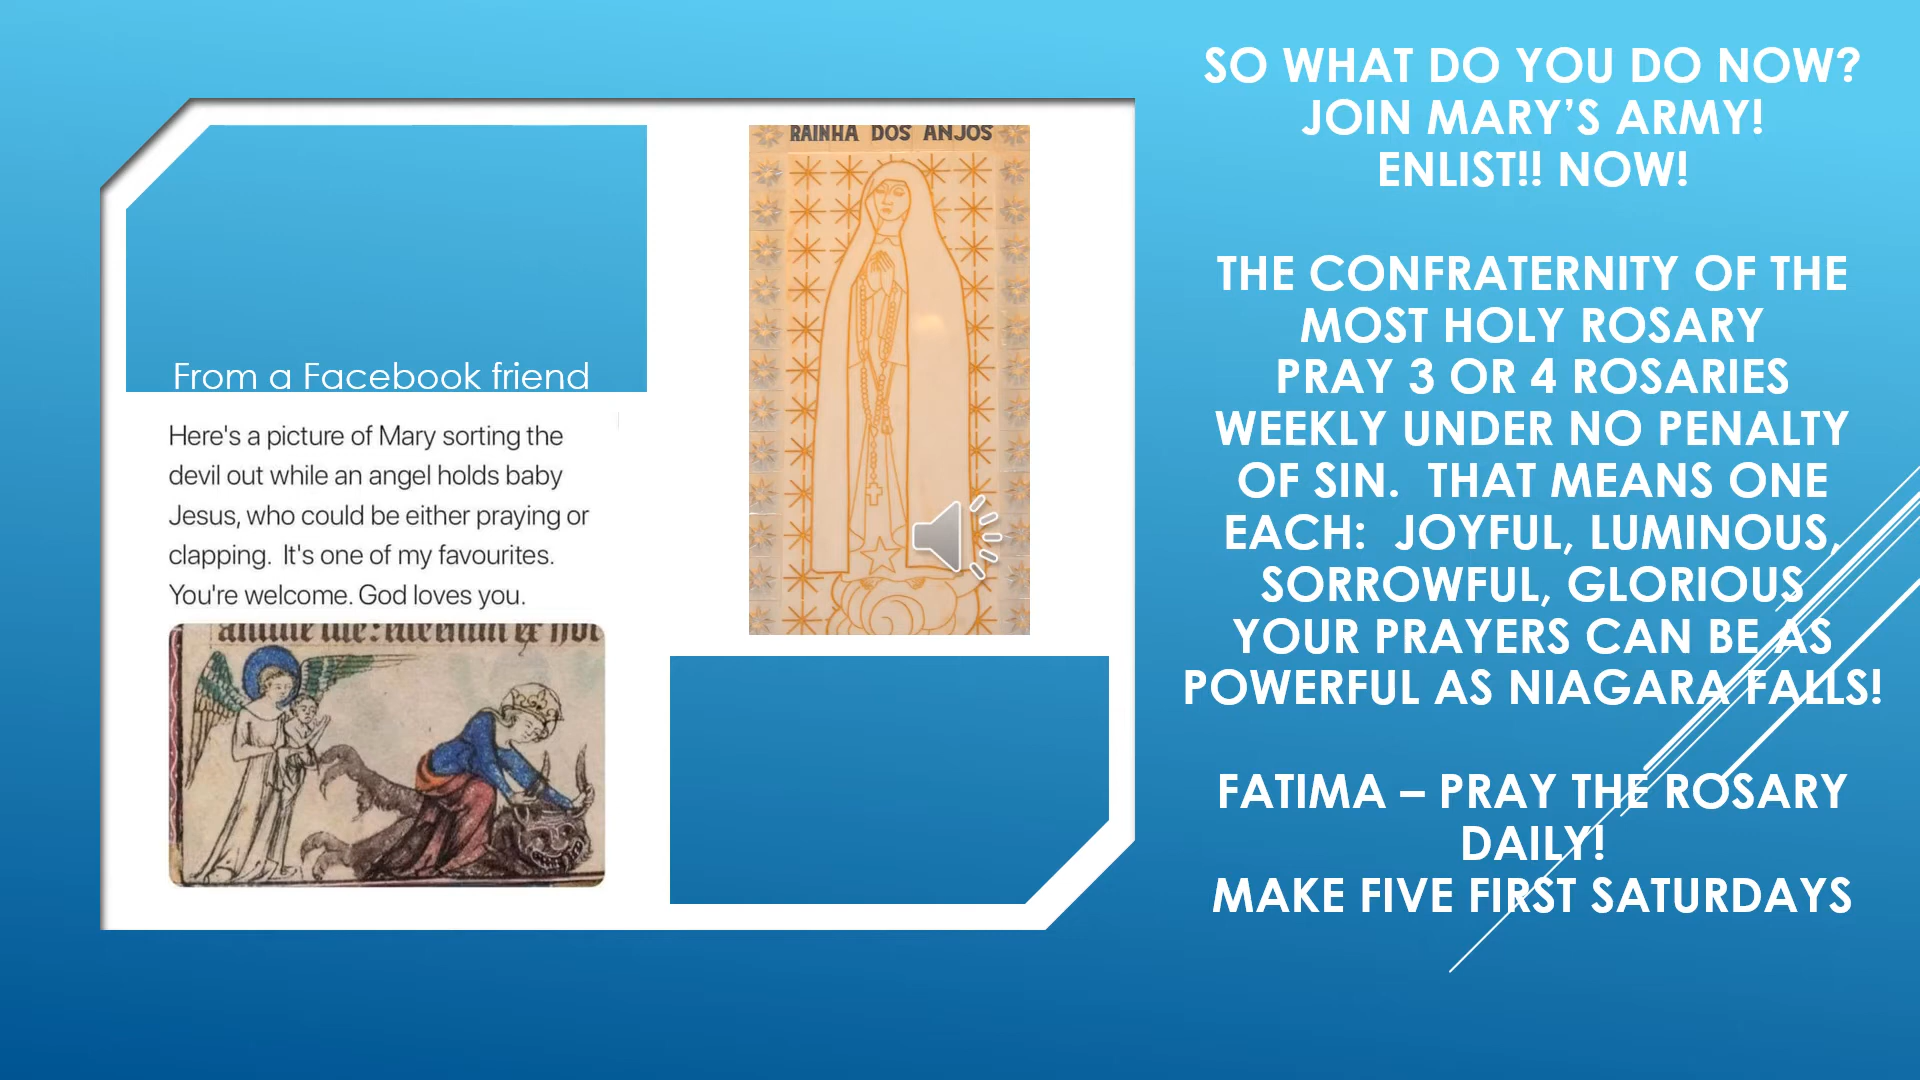 From a Facebook friend
Here's a picture of Mary sorting the
devil out while an angel holds baby
Jesus, who could be either praying or
clapping. It's one of my favourites.
You're welcome. God loves you.
RAINHA DOS ANJOS
SO WHAT DO YOU DO NOW?
JOIN MARY’S ARMY!
ENLIST!! NOW!
THE CONFRATERNITY OF THE
MOST HOLY ROSARY
PRAY 3 OR 4 ROSARIES
WEEKLY UNDER NO PENALTY
OF SIN. THAT MEANS ONE
EACH: JOYFUL, LUMINOUS,
SORROWFUL, GLORIOUS
YOUR PRAYERS CAN BE AS
POWERFUL AS NIAGARA FALLS!
FATIMA – PRAY THE ROSARY
DAILY!
MAKE FIVE FIRST SATURDAYS